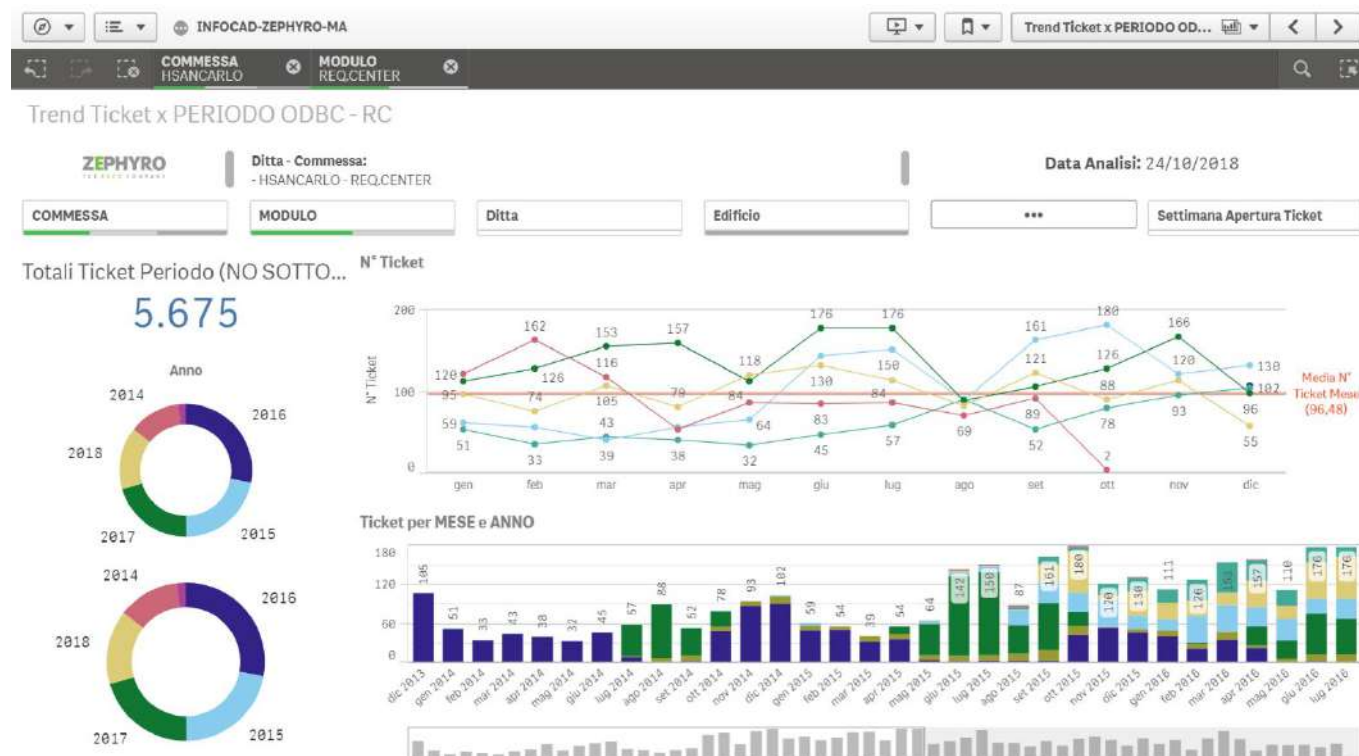 INFOCAD-ZEPHYRO-MA
Trend Ticket x PERIODO OD...
COMMESSA
HSANCARLO
MODULO
REQ.CENTER
Trend Ticket x PERIODO ODBC - RC
ZEPHYRO
Ditta - Commessa:
- HSANCARLO - REQ.CENTER
Data Analisi: 24/10/2018
COMMESSA
MODULO
Ditta
Edificio
•••
Settimana Apertura Ticket
Totali Ticket Periodo (NO SOTTO...
5.675
Anno
2014
2016
2018
2017
2015
2014
2016
2018
2017
2015
N° Ticket
N° Ticket
200
100
0
162
153
157
176
176
161
180
166
120
126
116
118
130
150
121
126
120
130
95
74
105
79
84
84
88
102
Media N° Ticket Mese (96,48)
59
43
64
83
69
89
78
93
96
51
33
39
38
32
45
57
52
2
55
gen feb mar apr mag giu lug ago set ott nov dic
Ticket per MESE e ANNO
180
120
60
0
105 51 33 43 38 32 45 57 88 52 78 93 102 59 54 39 54 64 142 150 87 161 180 120 130 111 126 153 157 110 176 176
dic 2013 gen 2014 feb 2014 mar 2014 apr 2014 mag 2014 giu 2014 lug 2014 ago 2014 set 2014 ott 2014 nov 2014 dic 2014 gen 2015 feb 2015 mar 2015 apr 2015 mag 2015 giu 2015 lug 2015 ago 2015 set 2015 ott 2015 nov 2015 dic 2015 gen 2016 feb 2016 mar 2016 apr 2016 mag 2016 giu 2016 lug 2016